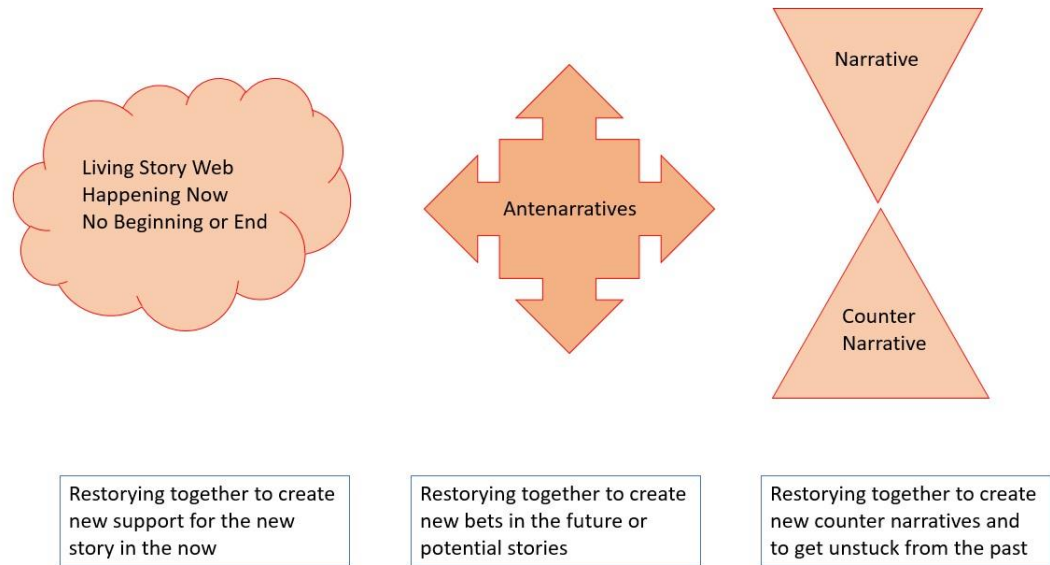 Living Story Web
Happening Now
No Beginning or End
Antenarratives
Narrative
Counter
Narrative
Restorying together to create
new support for the new
story in the now
Restorying together to create
new bets in the future or
potential stories
Restorying together to create
new counter narratives and
to get unstuck from the past